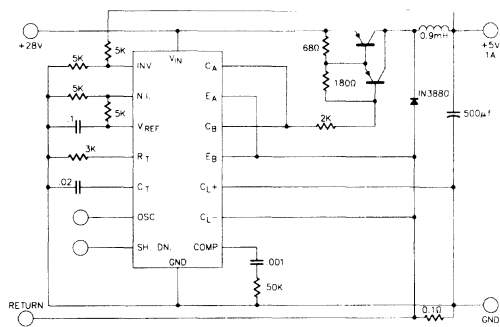 +28V
5K
5K
5K
5K
.1
3K
.02
INV
N.I.
VREF
RT
CT
OSC
SH. DN.
VIN
GND
CA
EA
CB
EB
CL+
CL−
COMP
68Ω
180Ω
2K
.001
50K
0.9mH
IN3880
500µf
+5V
1A
0.1Ω
RETURN
GND